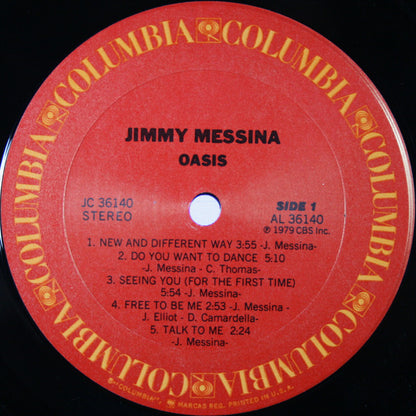 COLUMBIA COLUMBIA COLUMBIA COLUMBIA COLUMBIA COLUMBIA
JIMMY MESSINA
OASIS
JC 36140
STEREO
SIDE 1
AL 36140
℗ 1979 CBS Inc.
1. NEW AND DIFFERENT WAY 3:55 -J. Messina-
2. DO YOU WANT TO DANCE 5:10
-J. Messina - C. Thomas-
3. SEEING YOU (FOR THE FIRST TIME)
5:54 -J. Messina-
4. FREE TO BE ME 2:53 -J. Messina -
J. Elliot - D. Camardella-
5. TALK TO ME 2:24
-J. Messina-
"COLUMBIA", MARCAS REG. PRINTED IN U.S.A.